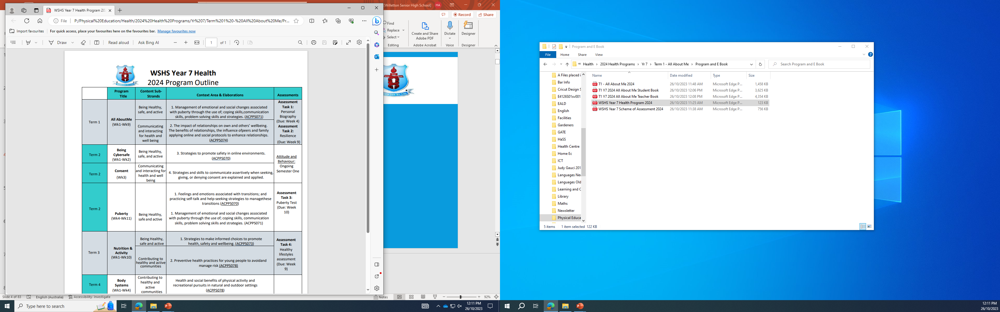 WSHS Year 7 Health Program 202
[Willetton Senior High School]
HA
File
P:/Physical%20Education/Health/2024%20Health%20Programs/Yr%207/Term%201%20-%20All%20About%20Me/Pr...
Import favourites
For quick access, place your favourites here on the favourites bar. Manage favourites now
Draw
Read aloud
Ask Bing AI
1
of 1
Record
Share
Find
Replace
Select
Editing
Create and Share
Adobe PDF
Adobe Acrobat
Dictate
Voice
Designer
Designer
WSHS Year 7 Health
2024 Program Outline
Program
Title
Content Sub-
Strands
Context Area & Elaborations
Assessments
Term 1
All AboutMe
(Wk1-Wk9)
Being Healthy,
safe, and active
1. Management of emotional and social changes associated
with puberty through the use of; coping skills,communication
skills, problem solving skills and strategies. (ACPPS071)
Communicating
and interacting
for health and
well being
2. The impact of relationships on own and others' wellbeing.
The benefits of relationships, the influence ofpeers and family
applying online and social protocols to enhance relationships.
(ACPPS074)
Assessment
Task 1:
Personal
Biography
(Due: Week 4)
Assessment
Task 2:
Resilience
(Due: Week 9)
Term 2
Being
Cybersafe
(Wk1-Wk2)
Being Healthy,
safe, and active
3. Strategies to promote safety in online environments.
(ACPPS070)
Attitude and
Behaviour:
Ongoing
Semester One
Term 2
Consent
(Wk3)
Communicating
and interacting for
health and well
being
4. Strategies and skills to communicate assertively when seeking,
giving, or denying consent are explained and applied.
Term 2
Puberty
(Wk4-Wk11)
Being Healthy,
safe and active
1. Feelings and emotions associated with transitions; and
practicing self-talk and help-seeking strategies to managethese
transitions (ACPPS070)
1. Management of emotional and social changes associated
with puberty through the use of; coping skills, communication
skills, problem solving skills and strategies. (ACPPS071)
Assessment
Task 3:
Puberty Test
(Due: Week
10)
Term 3
Nutrition &
Activity
(Wk1-Wk10)
Being Healthy,
safe and active
1. Strategies to make informed choices to promote
health, safety and wellbeing. (ACPPS073)
Contributing to
healthy and active
communities
2. Preventive health practices for young people to avoidand
manage risk (ACPPS078)
Assessment
Task 4:
Healthy
lifestyles
assessment
(Due: Week
9)
Term 4
Body
Systems
(Wk1-Wk4)
Contributing to
healthy and
active
communities
Health and social benefits of physical activity and
recreational pursuits in natural and outdoor settings
(ACPPS078)
Slide 4 of 83
English (Australia)
Accessibility: Investigate
Notes
92%
Type here to search
12:11 PM
26/10/2023
Program and E Book
File
Home
Share
View
Health
2024 Health Programs
Yr 7
Term 1 - All About Me
Program and E Book
Search Program and E Book
Name
Date modified
Type
Size
T1 - All About Me 2024 26/10/2023 11:48 AM Microsoft Edge P... 1,458 KB
T1 Y7 2024 All About Me Student Book 26/10/2023 12:06 PM Microsoft Edge P... 3,625 KB
T1 Y7 2024 All About Me Teacher Book 26/10/2023 12:08 PM Microsoft Edge P... 4,354 KB
WSHS Year 7 Health Program 2024 26/10/2023 11:25 AM Microsoft Edge P... 123 KB
WSHS Year 7 Scheme of Assessment 2024 26/10/2023 11:38 AM Microsoft Edge P... 756 KB
A Files placed i
Bar Info
Cricut Design S
E4126S01sv001
EALD
English
Facilities
Gardeners
GATE
HaSS
Health Centre
Home Ec
ICT
Judy Gauci 201
Languages Nev
Languages Old
Learning and C
Library
Maths
Newsletter
Physical Educa
5 items
1 item selected 122 KB
12:11 PM
26/10/2023